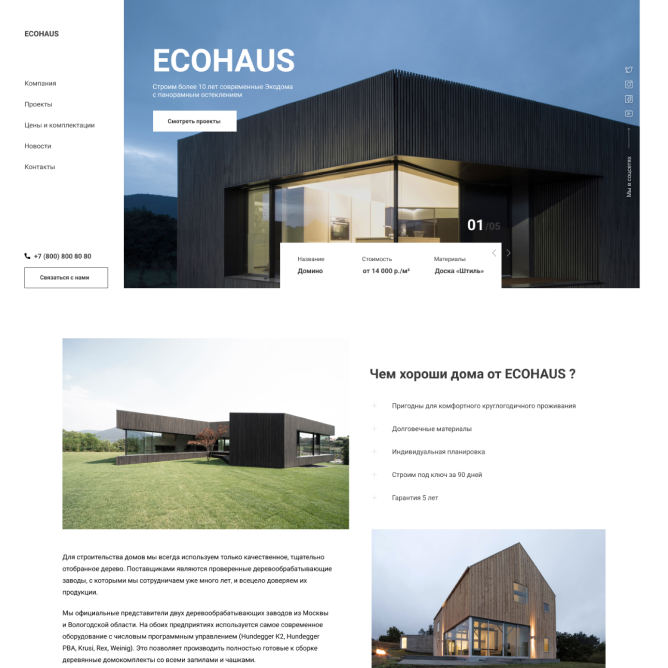 ECOHAUS
Компания
Проекты
Цены и комплектации
Новости
Контакты
+7 (800) 800 80 80
Связаться с нами
ECOHAUS
Строим более 10 лет современные Экодома
с панорамным остеклением
Смотреть проекты
Мы в соцсетях
01/05
Название
Стоимость
Материалы
Домино
от 14 000 р./м²
Доска «Штиль»
Чем хороши дома от ECOHAUS ?
Пригодны для комфортного круглогодичного проживания
Долговечные материалы
Индивидуальная планировка
Строим под ключ за 90 дней
Гарантия 5 лет
Для строительства домов мы всегда используем только качественное, тщательно
отобранное дерево. Поставщиками являются проверенные деревообрабатывающие
заводы, с которыми мы сотрудничаем уже много лет, и всецело доверяем их
продукции.
Мы официальные представители двух деревообрабатывающих заводов из Москвы
и Вологодской области. На обоих предприятиях используется самое современное
оборудование с числовым программным управлением (Hundegger K2, Hundegger
PBA, Krusi, Rex, Weinig). Это позволяет производить полностью готовые к сборке
деревянные домокомплекты со всеми запилами и чашками.